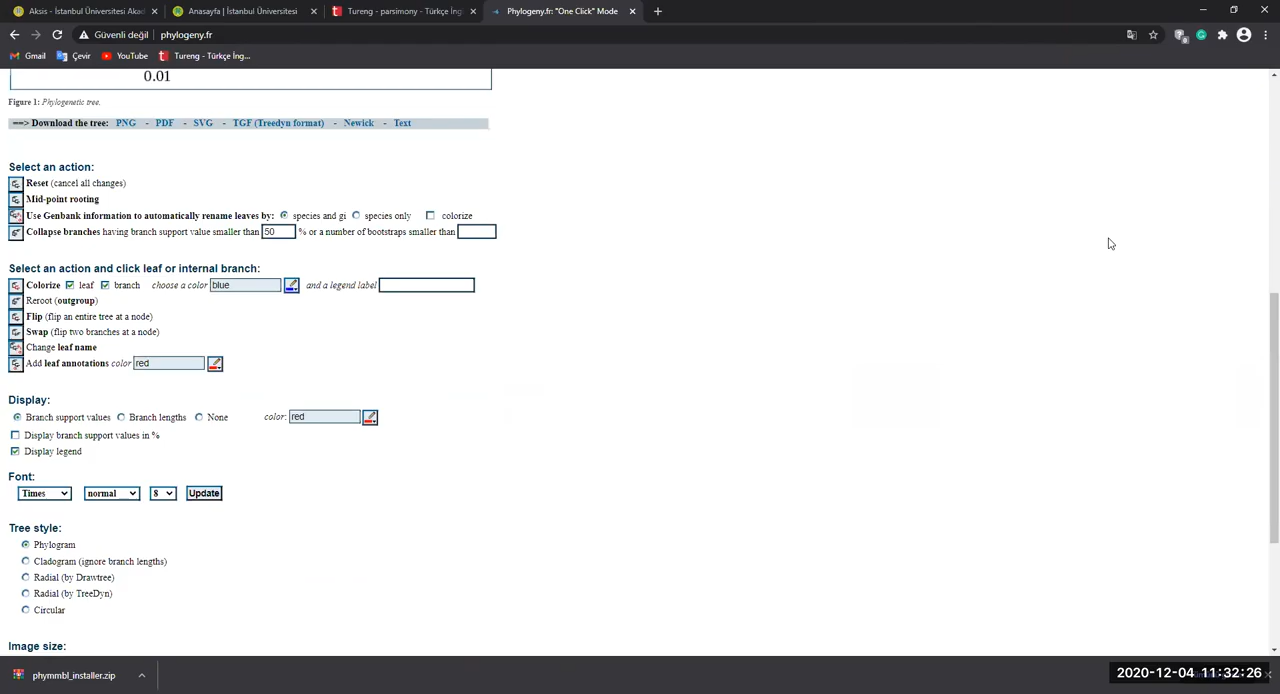 Aksis - İstanbul Üniversitesi Akad
Anasayfa | İstanbul Üniversitesi
Tureng - parsimony - Türkçe İngi
Phylogeny.fr: "One Click" Mode
Güvenli değil
phylogeny.fr
Gmail
Çevir
YouTube
Tureng - Türkçe İng...
0.01
Figure 1: Phylogenetic tree.
==> Download the tree: PNG - PDF - SVG - TGF (Treedyn format) - Newick - Text
Select an action:
Reset (cancel all changes)
Mid-point rooting
Use Genbank information to automatically rename leaves by: species and gi species only colorize
Collapse branches having branch support value smaller than 50 % or a number of bootstraps smaller than
Select an action and click leaf or internal branch:
Colorize leaf branch choose a color blue and a legend label
Reroot (outgroup)
Flip (flip an entire tree at a node)
Swap (flip two branches at a node)
Change leaf name
Add leaf annotations color red
Display:
Branch support values Branch lengths None color: red
Display branch support values in %
Display legend
Font:
Times normal 8 Update
Tree style:
Phylogram
Cladogram (ignore branch lengths)
Radial (by Drawtree)
Radial (by TreeDyn)
Circular
Image size:
phymmbl_installer.zip
2020-12-04 11:32:26